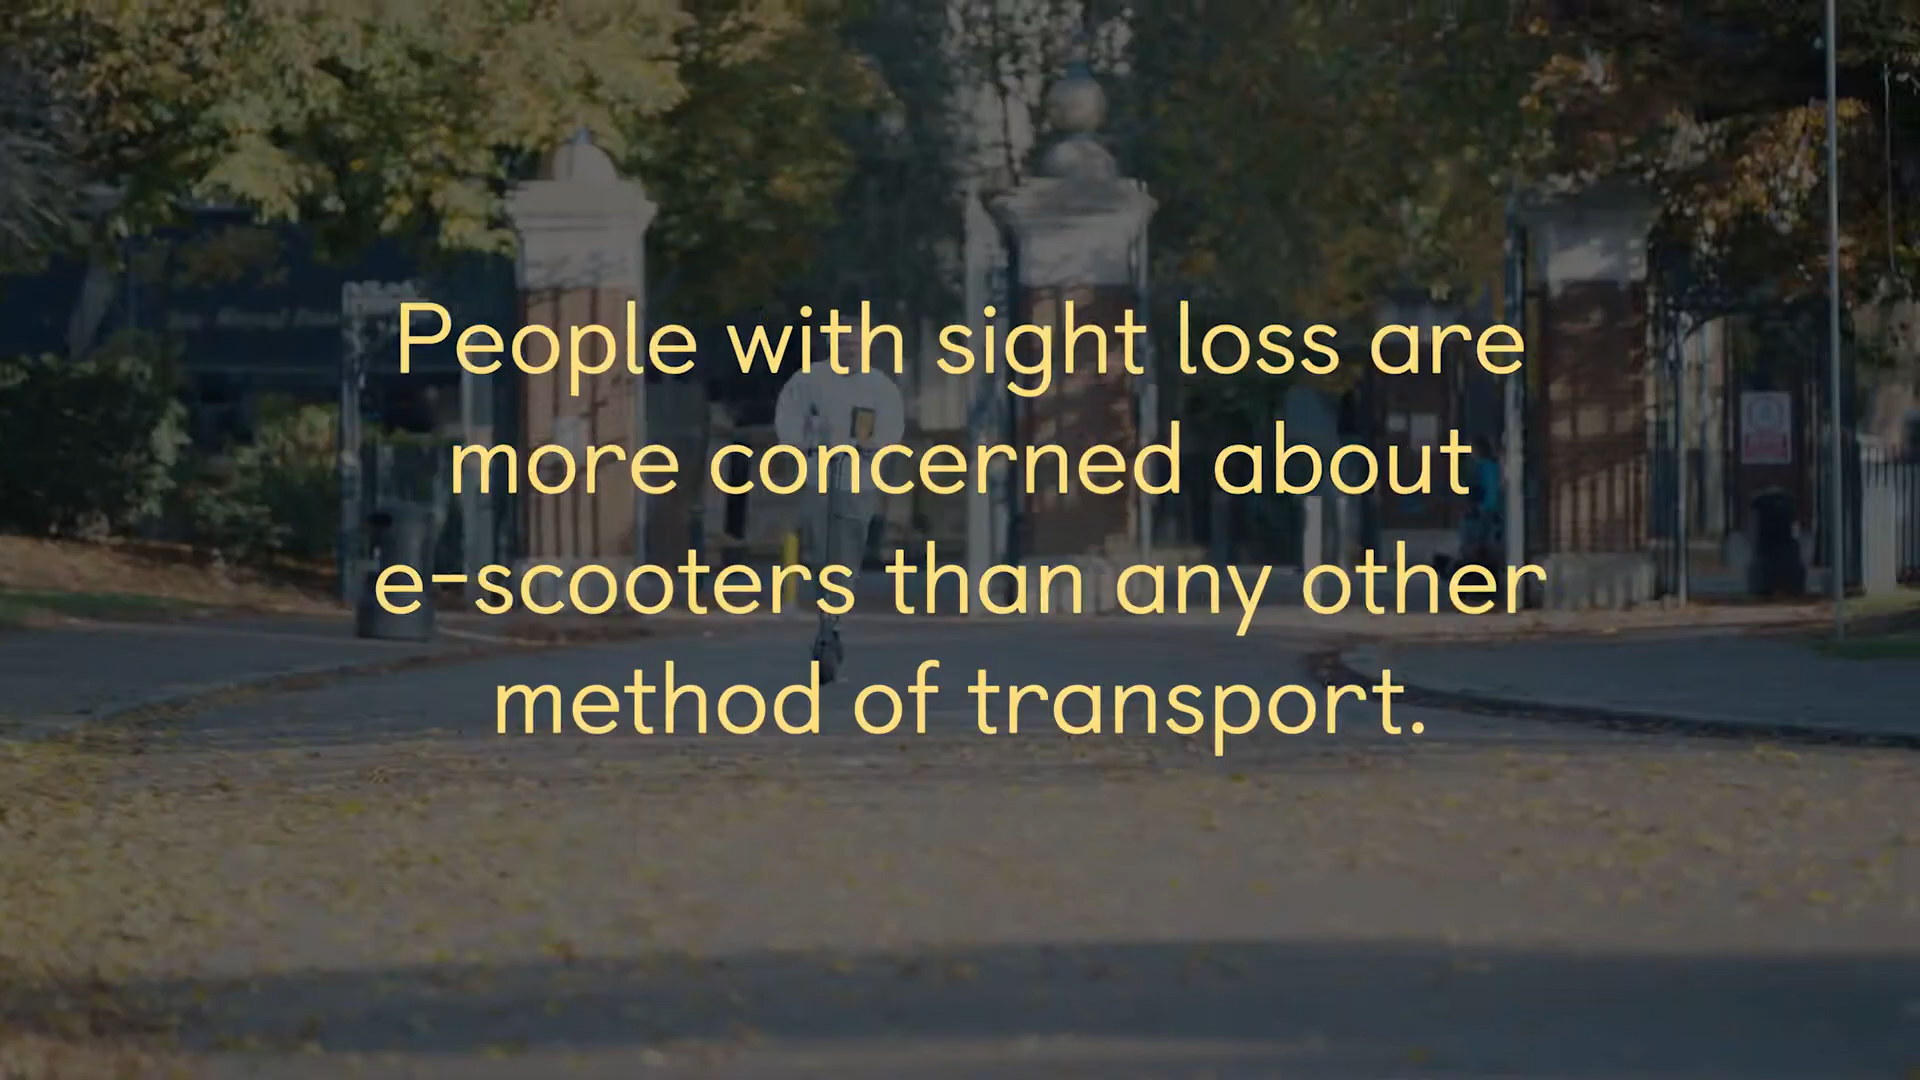 People with sight loss are
more concerned about
e-scooters than any other
method of transport.